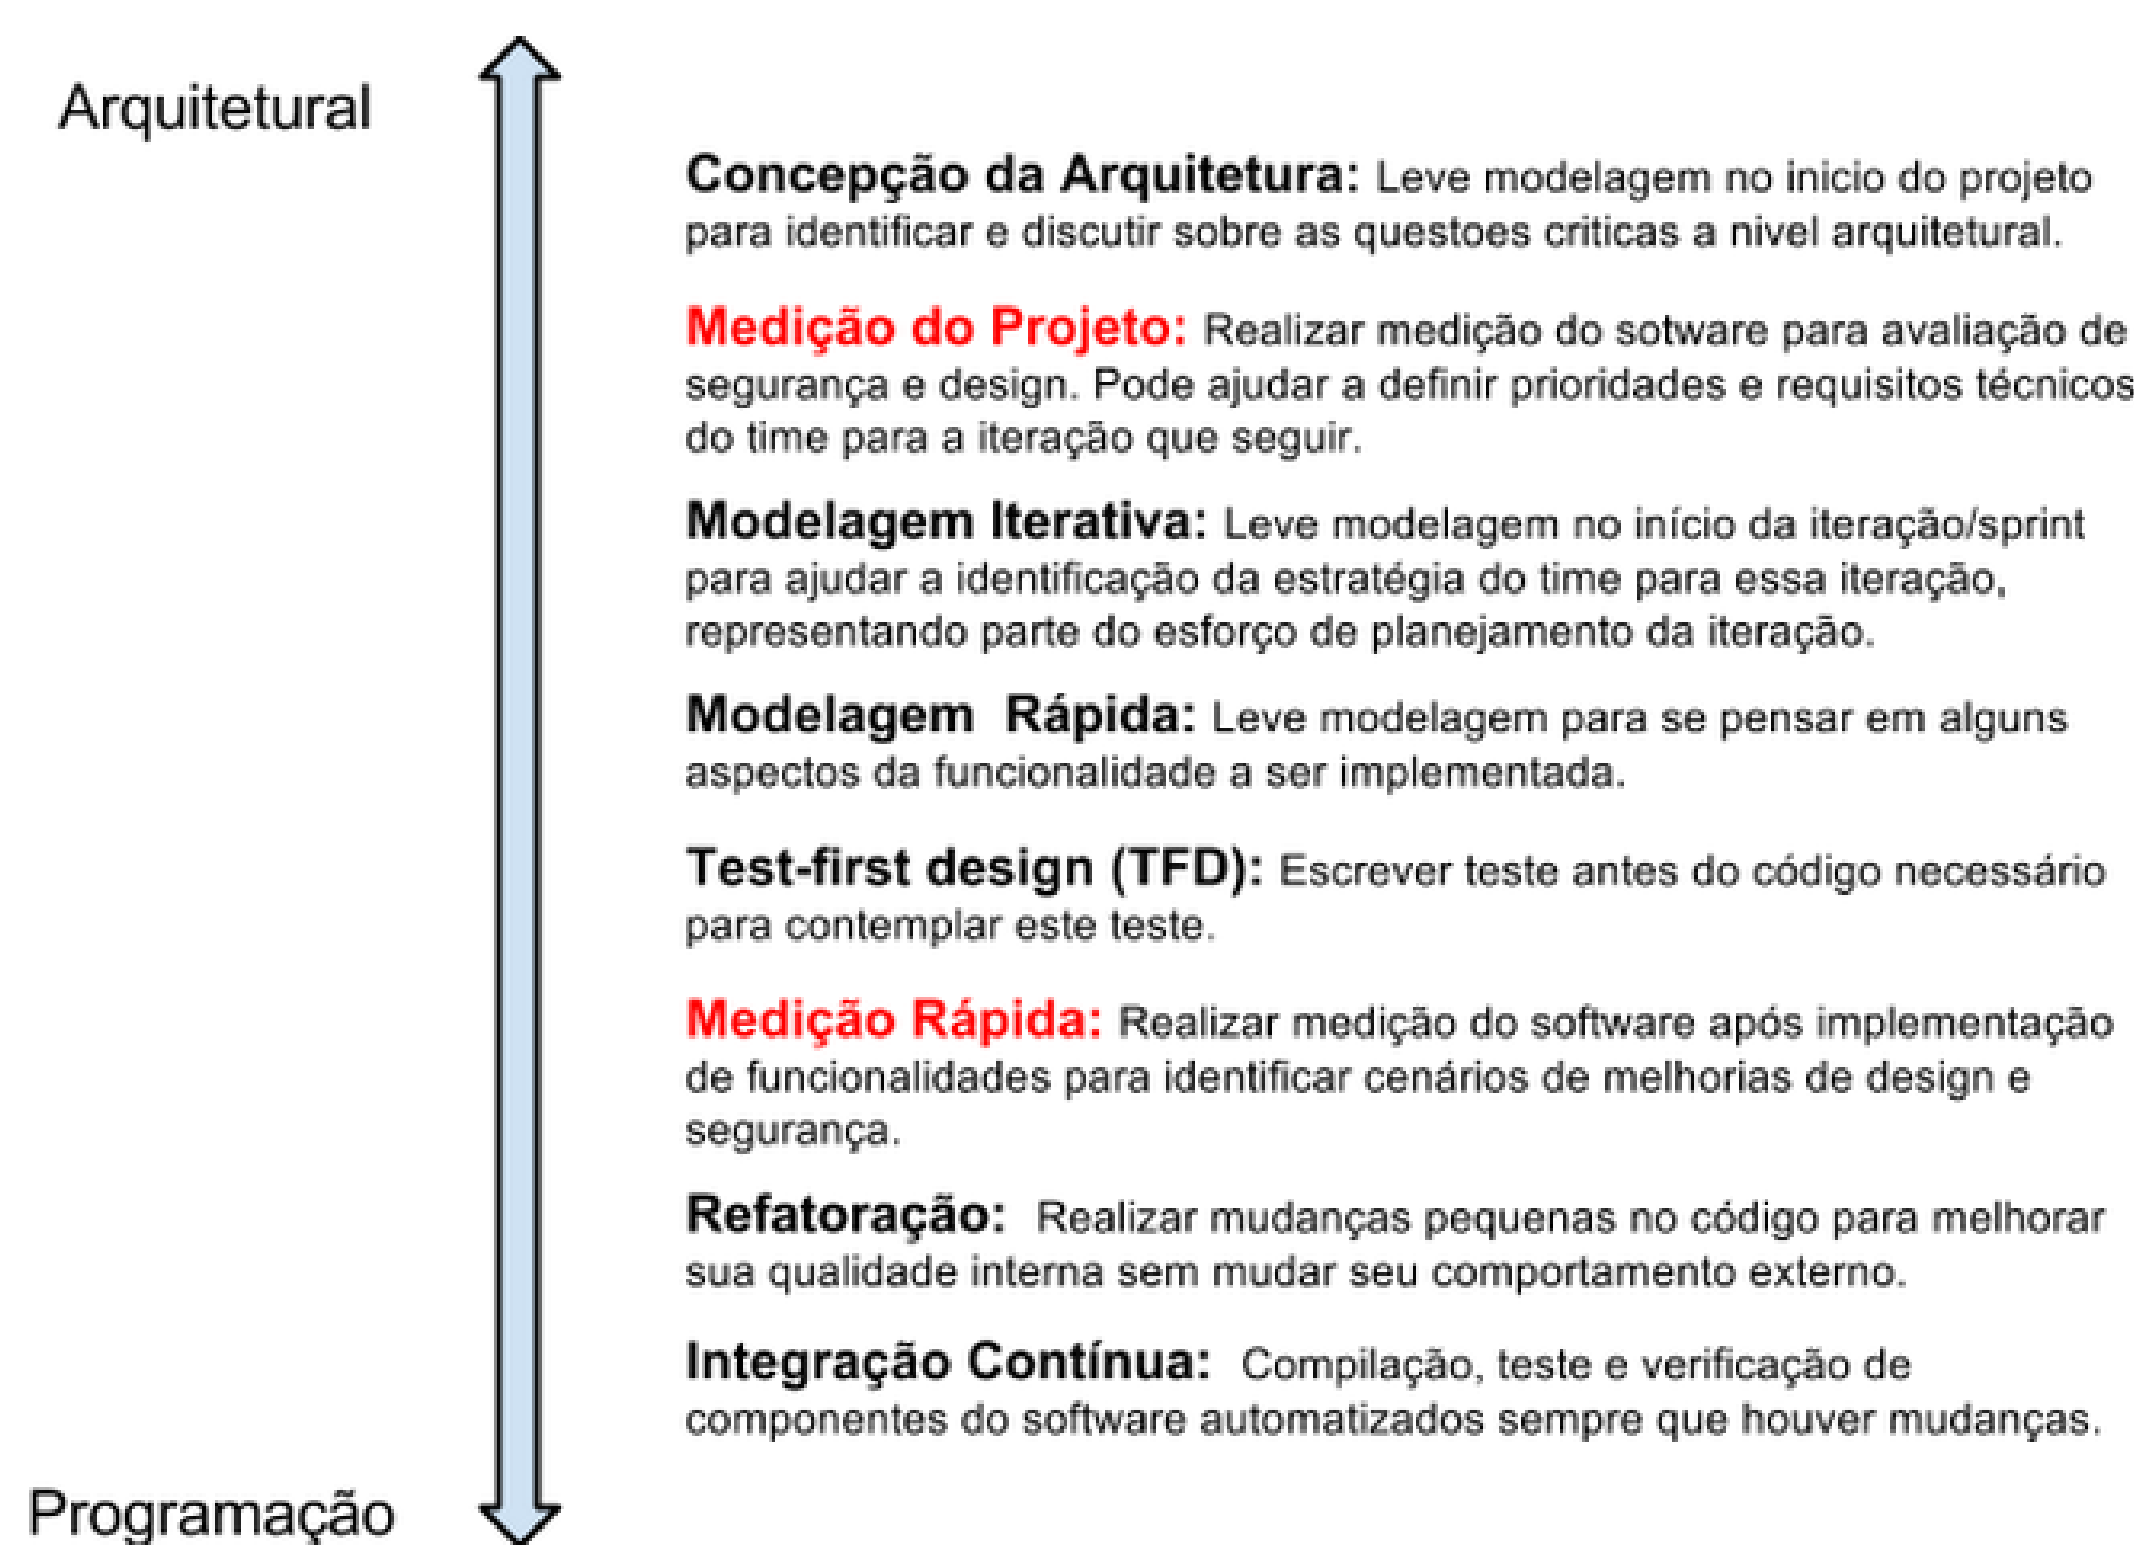 Arquitetural
Concepção da Arquitetura: Leve modelagem no inicio do projeto
para identificar e discutir sobre as questoes criticas a nivel arquitetural.
Medição do Projeto: Realizar medição do sotware para avaliação de
segurança e design. Pode ajudar a definir prioridades e requisitos técnicos
do time para a iteração que seguir.
Modelagem Iterativa: Leve modelagem no início da iteração/sprint
para ajudar a identificação da estratégia do time para essa iteração,
representando parte do esforço de planejamento da iteração.
Modelagem Rápida: Leve modelagem para se pensar em alguns
aspectos da funcionalidade a ser implementada.
Test-first design (TFD): Escrever teste antes do código necessário
para contemplar este teste.
Medição Rápida: Realizar medição do software após implementação
de funcionalidades para identificar cenários de melhorias de design e
segurança.
Refatoração: Realizar mudanças pequenas no código para melhorar
sua qualidade interna sem mudar seu comportamento externo.
Integração Contínua: Compilação, teste e verificação de
componentes do software automatizados sempre que houver mudanças.
Programação